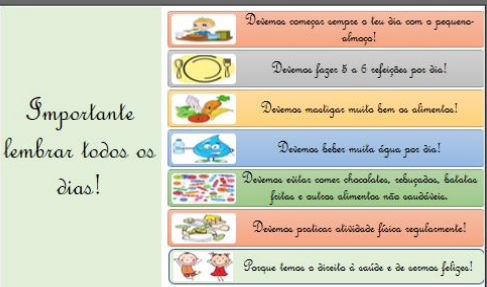 Importante
lembrar todos os
dias!
Devemos começar sempre o teu dia com o pequeno-
almoço!
Devemos fazer 5 a 6 refeições por dia!
Devemos mastigar muito bem os alimentos!
Devemos beber muita água por dia!
Devemos evitar comer chocolates, rebuçados, batatas
fritas e outros alimentos não saudáveis.
Devemos praticar atividade física regularmente!
Porque temos o direito à saúde e de sermos felizes!